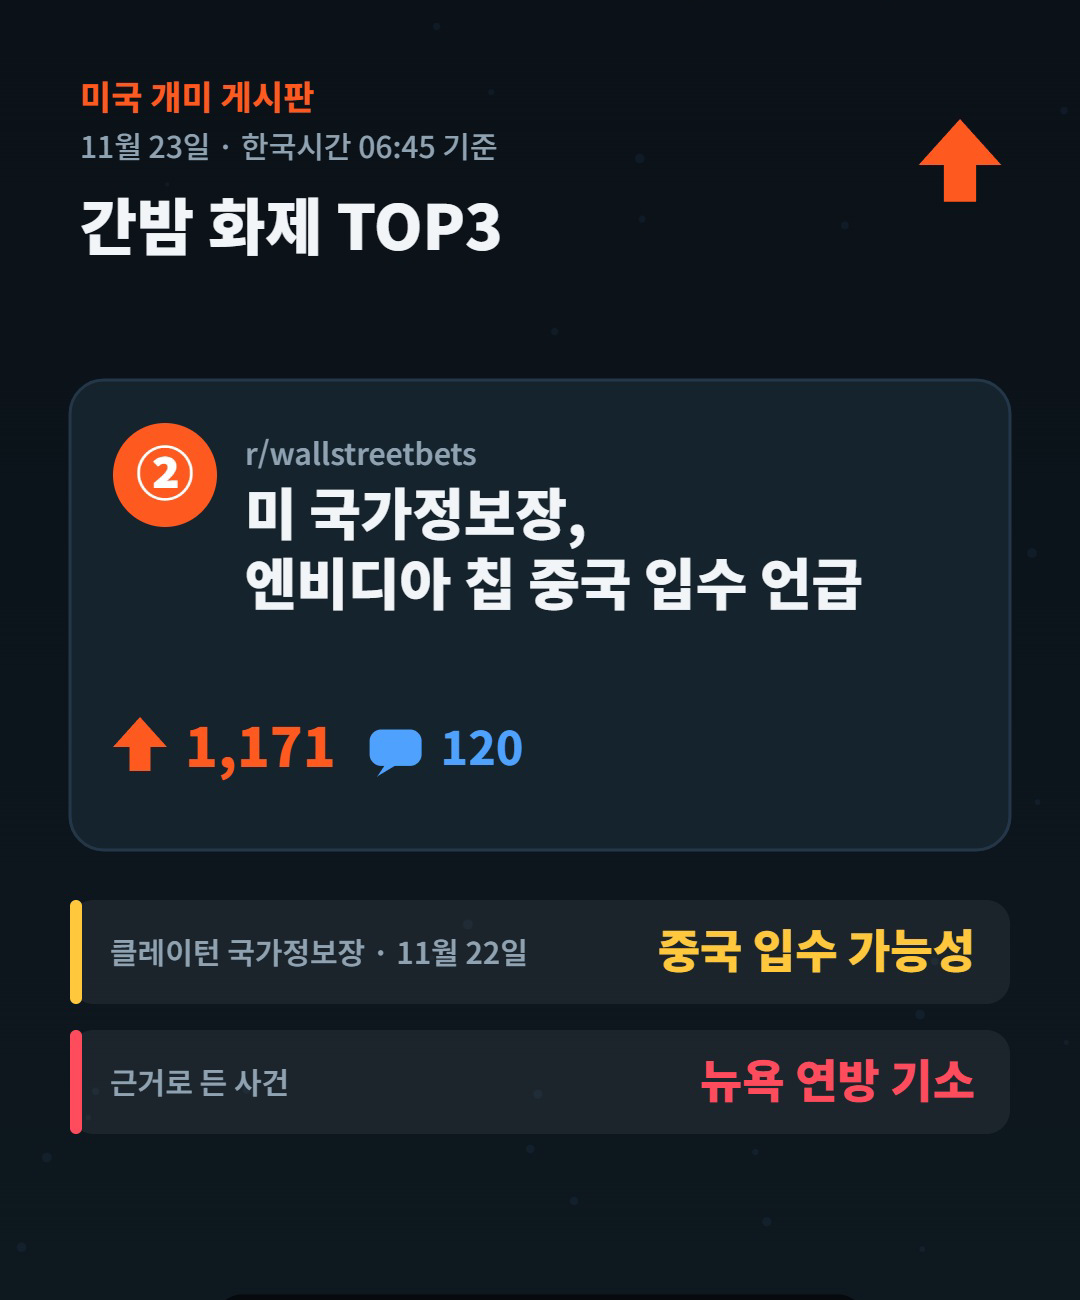 미국 개미 게시판
11월 23일 · 한국시간 06:45 기준
간밤 화제 TOP3
②
r/wallstreetbets
미 국가정보장,
엔비디아 칩 중국 입수 언급
1,171 120
클레이턴 국가정보장 · 11월 22일 중국 입수 가능성
근거로 든 사건 뉴욕 연방 기소